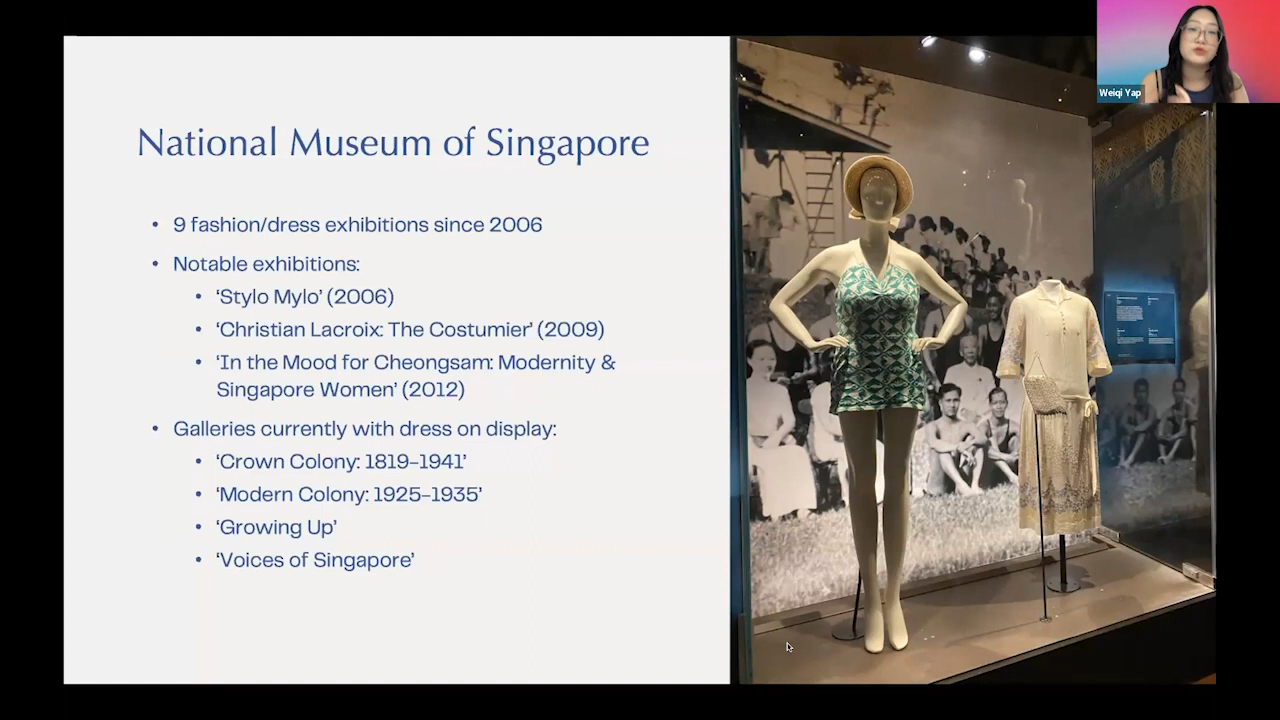 National Museum of Singapore
• 9 fashion/dress exhibitions since 2006
• Notable exhibitions:
• ‘Stylo Mylo’ (2006)
• ‘Christian Lacroix: The Costumier’ (2009)
• ‘In the Mood for Cheongsam: Modernity &
Singapore Women’ (2012)
• Galleries currently with dress on display:
• ‘Crown Colony: 1819–1941’
• ‘Modern Colony: 1925–1935’
• ‘Growing Up’
• ‘Voices of Singapore’
Weiqi Yap